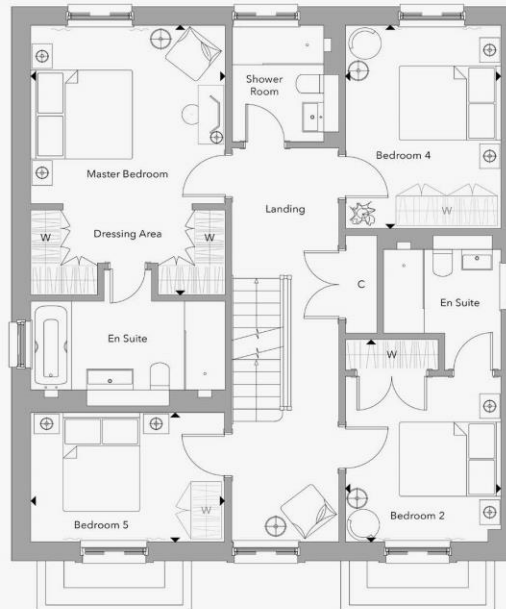 Shower
Room
Bedroom 4
Master Bedroom
Landing
W
Dressing Area
W
W
C
En Suite
En Suite
W
Bedroom 5
W
Bedroom 2